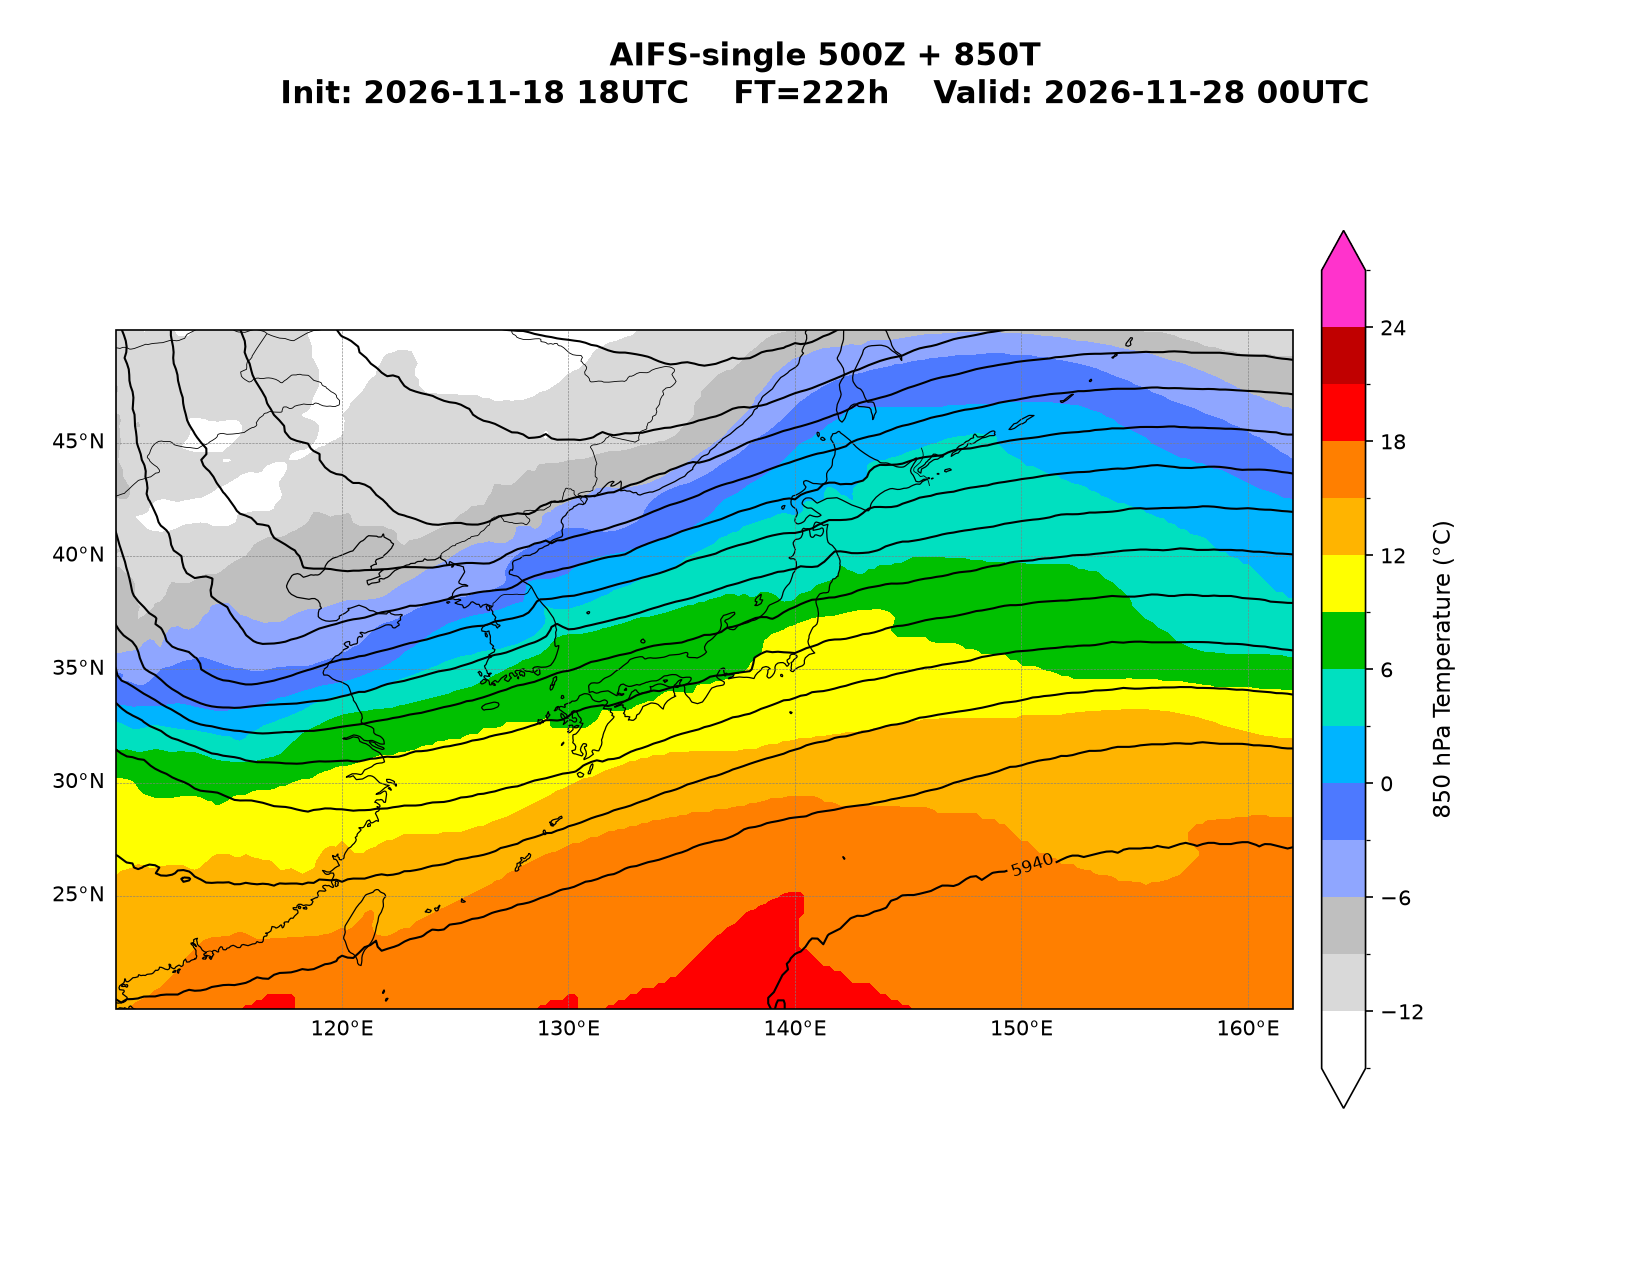 AIFS-single 500Z + 850T
Init: 2026-11-18 18UTC FT=222h Valid: 2026-11-28 00UTC
24
18
12
6
0
−6
−12
850 hPa Temperature (°C)
45°N
40°N
35°N
30°N
25°N
5940
120°E
130°E
140°E
150°E
160°E